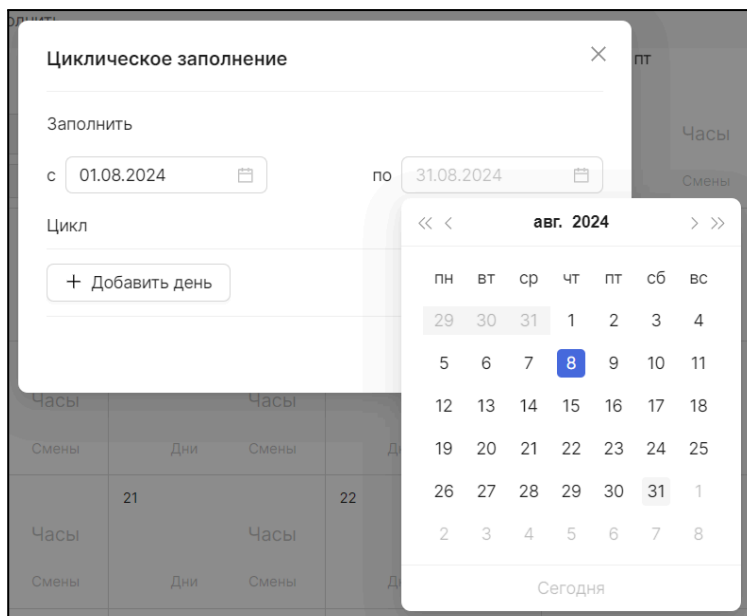 Циклическое заполнение
пт
Заполнить
Часы
с 01.08.2024 по 31.08.2024
Смены
Цикл
авг. 2024
+ Добавить день
пн вт ср чт пт сб вс
29 30 31 1 2 3 4
5 6 7 8 9 10 11
Часы Часы
12 13 14 15 16 17 18
Смены Дни Смены
19 20 21 22 23 24 25
21 22
26 27 28 29 30 31 1
Часы Часы
2 3 4 5 6 7 8
Смены Дни Смены
Сегодня